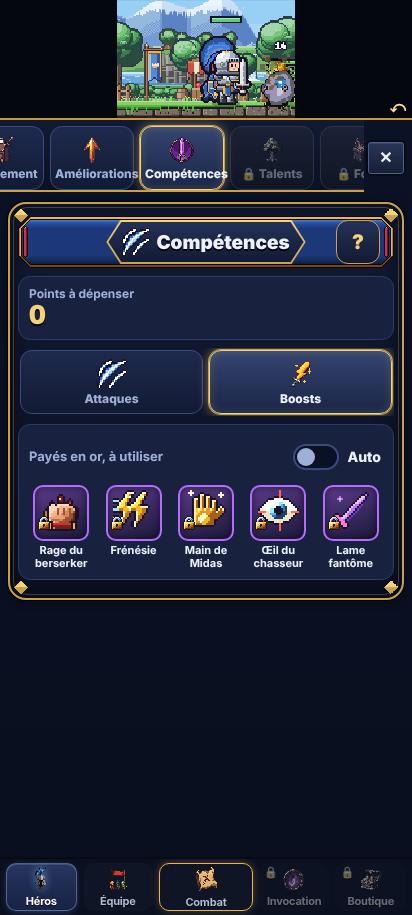 14
ement
Améliorations
Compétences
Talents
Fo
×
Compétences
?
Points à dépenser
0
Attaques
Boosts
Payés en or, à utiliser
Auto
Rage du
berserker
Frénésie
Main de
Midas
Œil du
chasseur
Lame
fantôme
Héros
Équipe
Combat
Invocation
Boutique